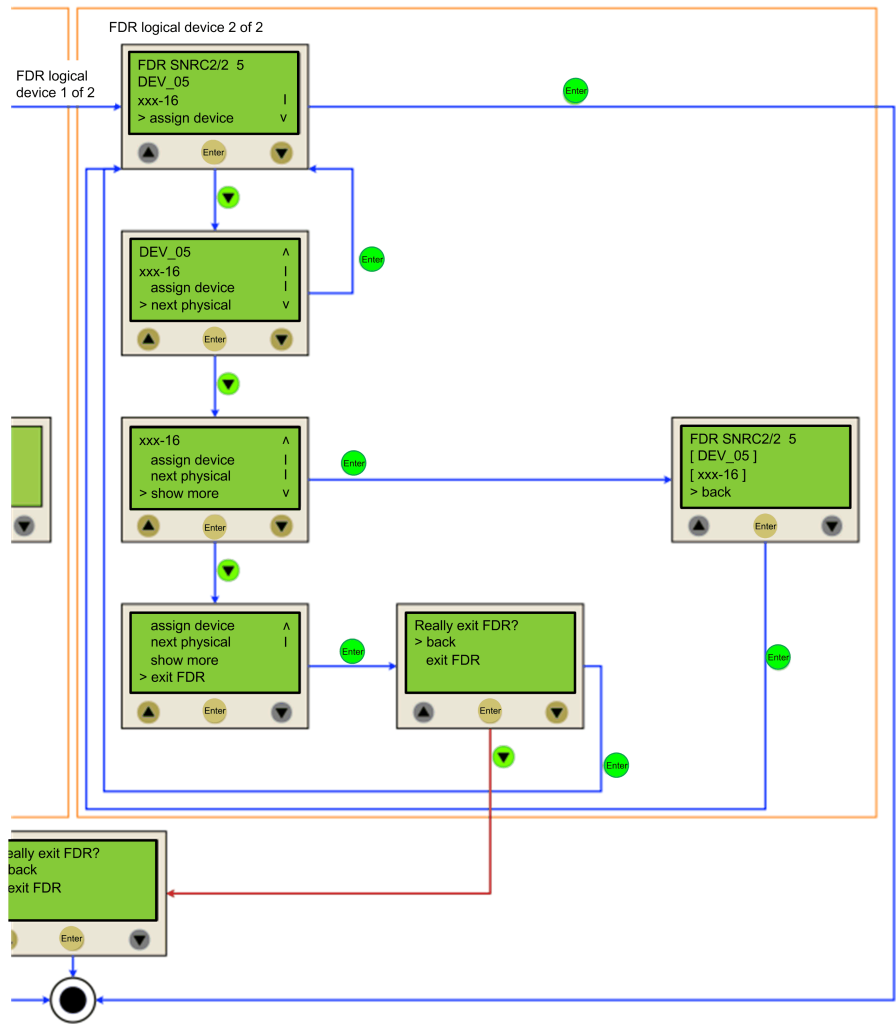 FDR logical device 2 of 2
FDR logical
device 1 of 2
FDR SNRC2/2 5
DEV_05
xxx-16 |
> assign device v
Enter
Enter
DEV_05 ʌ
xxx-16 |
assign device |
> next physical v
Enter
Enter
xxx-16 ʌ
assign device |
next physical |
> show more v
Enter
Enter
FDR SNRC2/2 5
[ DEV_05 ]
[ xxx-16 ]
> back
Enter
assign device ʌ
next physical |
show more
> exit FDR
Enter
Enter
Really exit FDR?
> back
exit FDR
Enter
Enter
Enter
eally exit FDR?
back
exit FDR
Enter